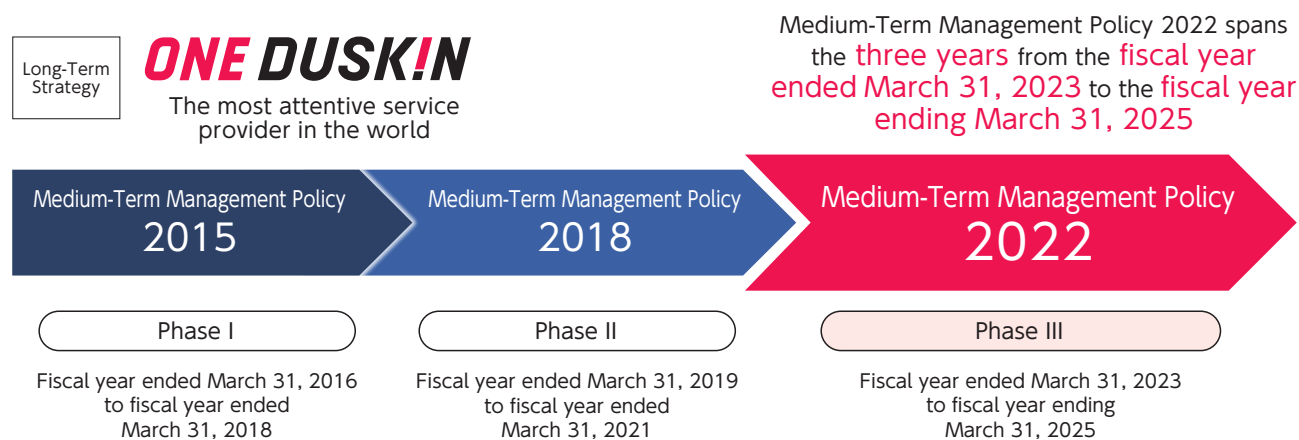 Long-Term
Strategy
ONE DUSK!N
The most attentive service
provider in the world
Medium-Term Management Policy 2022 spans
the three years from the fiscal year
ended March 31, 2023 to the fiscal year
ending March 31, 2025
Medium-Term Management Policy
2015
Medium-Term Management Policy
2018
Medium-Term Management Policy
2022
Phase I
Fiscal year ended March 31, 2016
to fiscal year ended
March 31, 2018
Phase II
Fiscal year ended March 31, 2019
to fiscal year ended
March 31, 2021
Phase III
Fiscal year ended March 31, 2023
to fiscal year ending
March 31, 2025